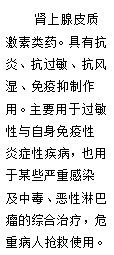 肾上腺皮质
激素类药。具有抗
炎、抗过敏、抗风
湿、免疫抑制作
用。主要用于过敏
性与自身免疫性
炎症性疾病，也用
于某些严重感染
及中毒、恶性淋巴
瘤的综合治疗，危
重病人抢救使用。